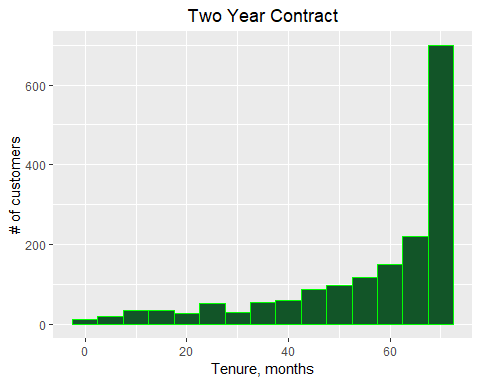 Two Year Contract
# of customers
600
400
200
0
0 20 40 60
Tenure, months